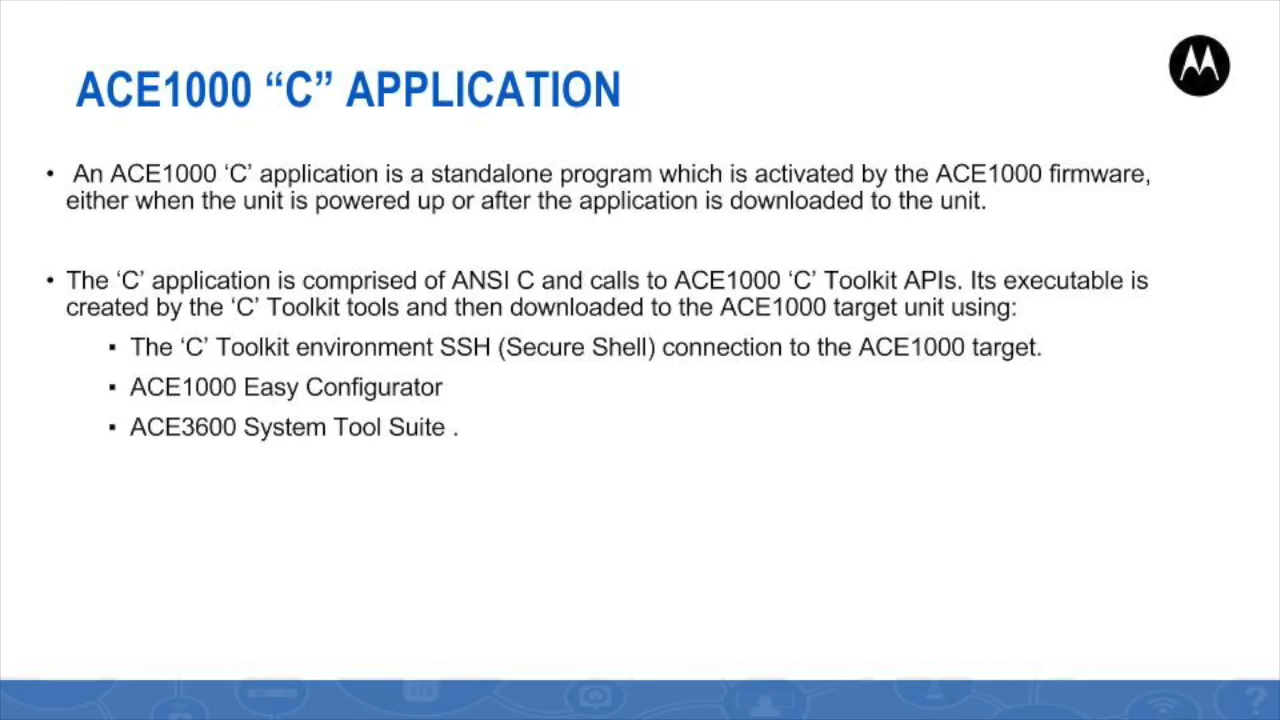 ACE1000 “C” APPLICATION
• An ACE1000 ‘C’ application is a standalone program which is activated by the ACE1000 firmware,
either when the unit is powered up or after the application is downloaded to the unit.
• The ‘C’ application is comprised of ANSI C and calls to ACE1000 ‘C’ Toolkit APIs. Its executable is
created by the ‘C’ Toolkit tools and then downloaded to the ACE1000 target unit using:
▪ The ‘C’ Toolkit environment SSH (Secure Shell) connection to the ACE1000 target.
▪ ACE1000 Easy Configurator
▪ ACE3600 System Tool Suite .